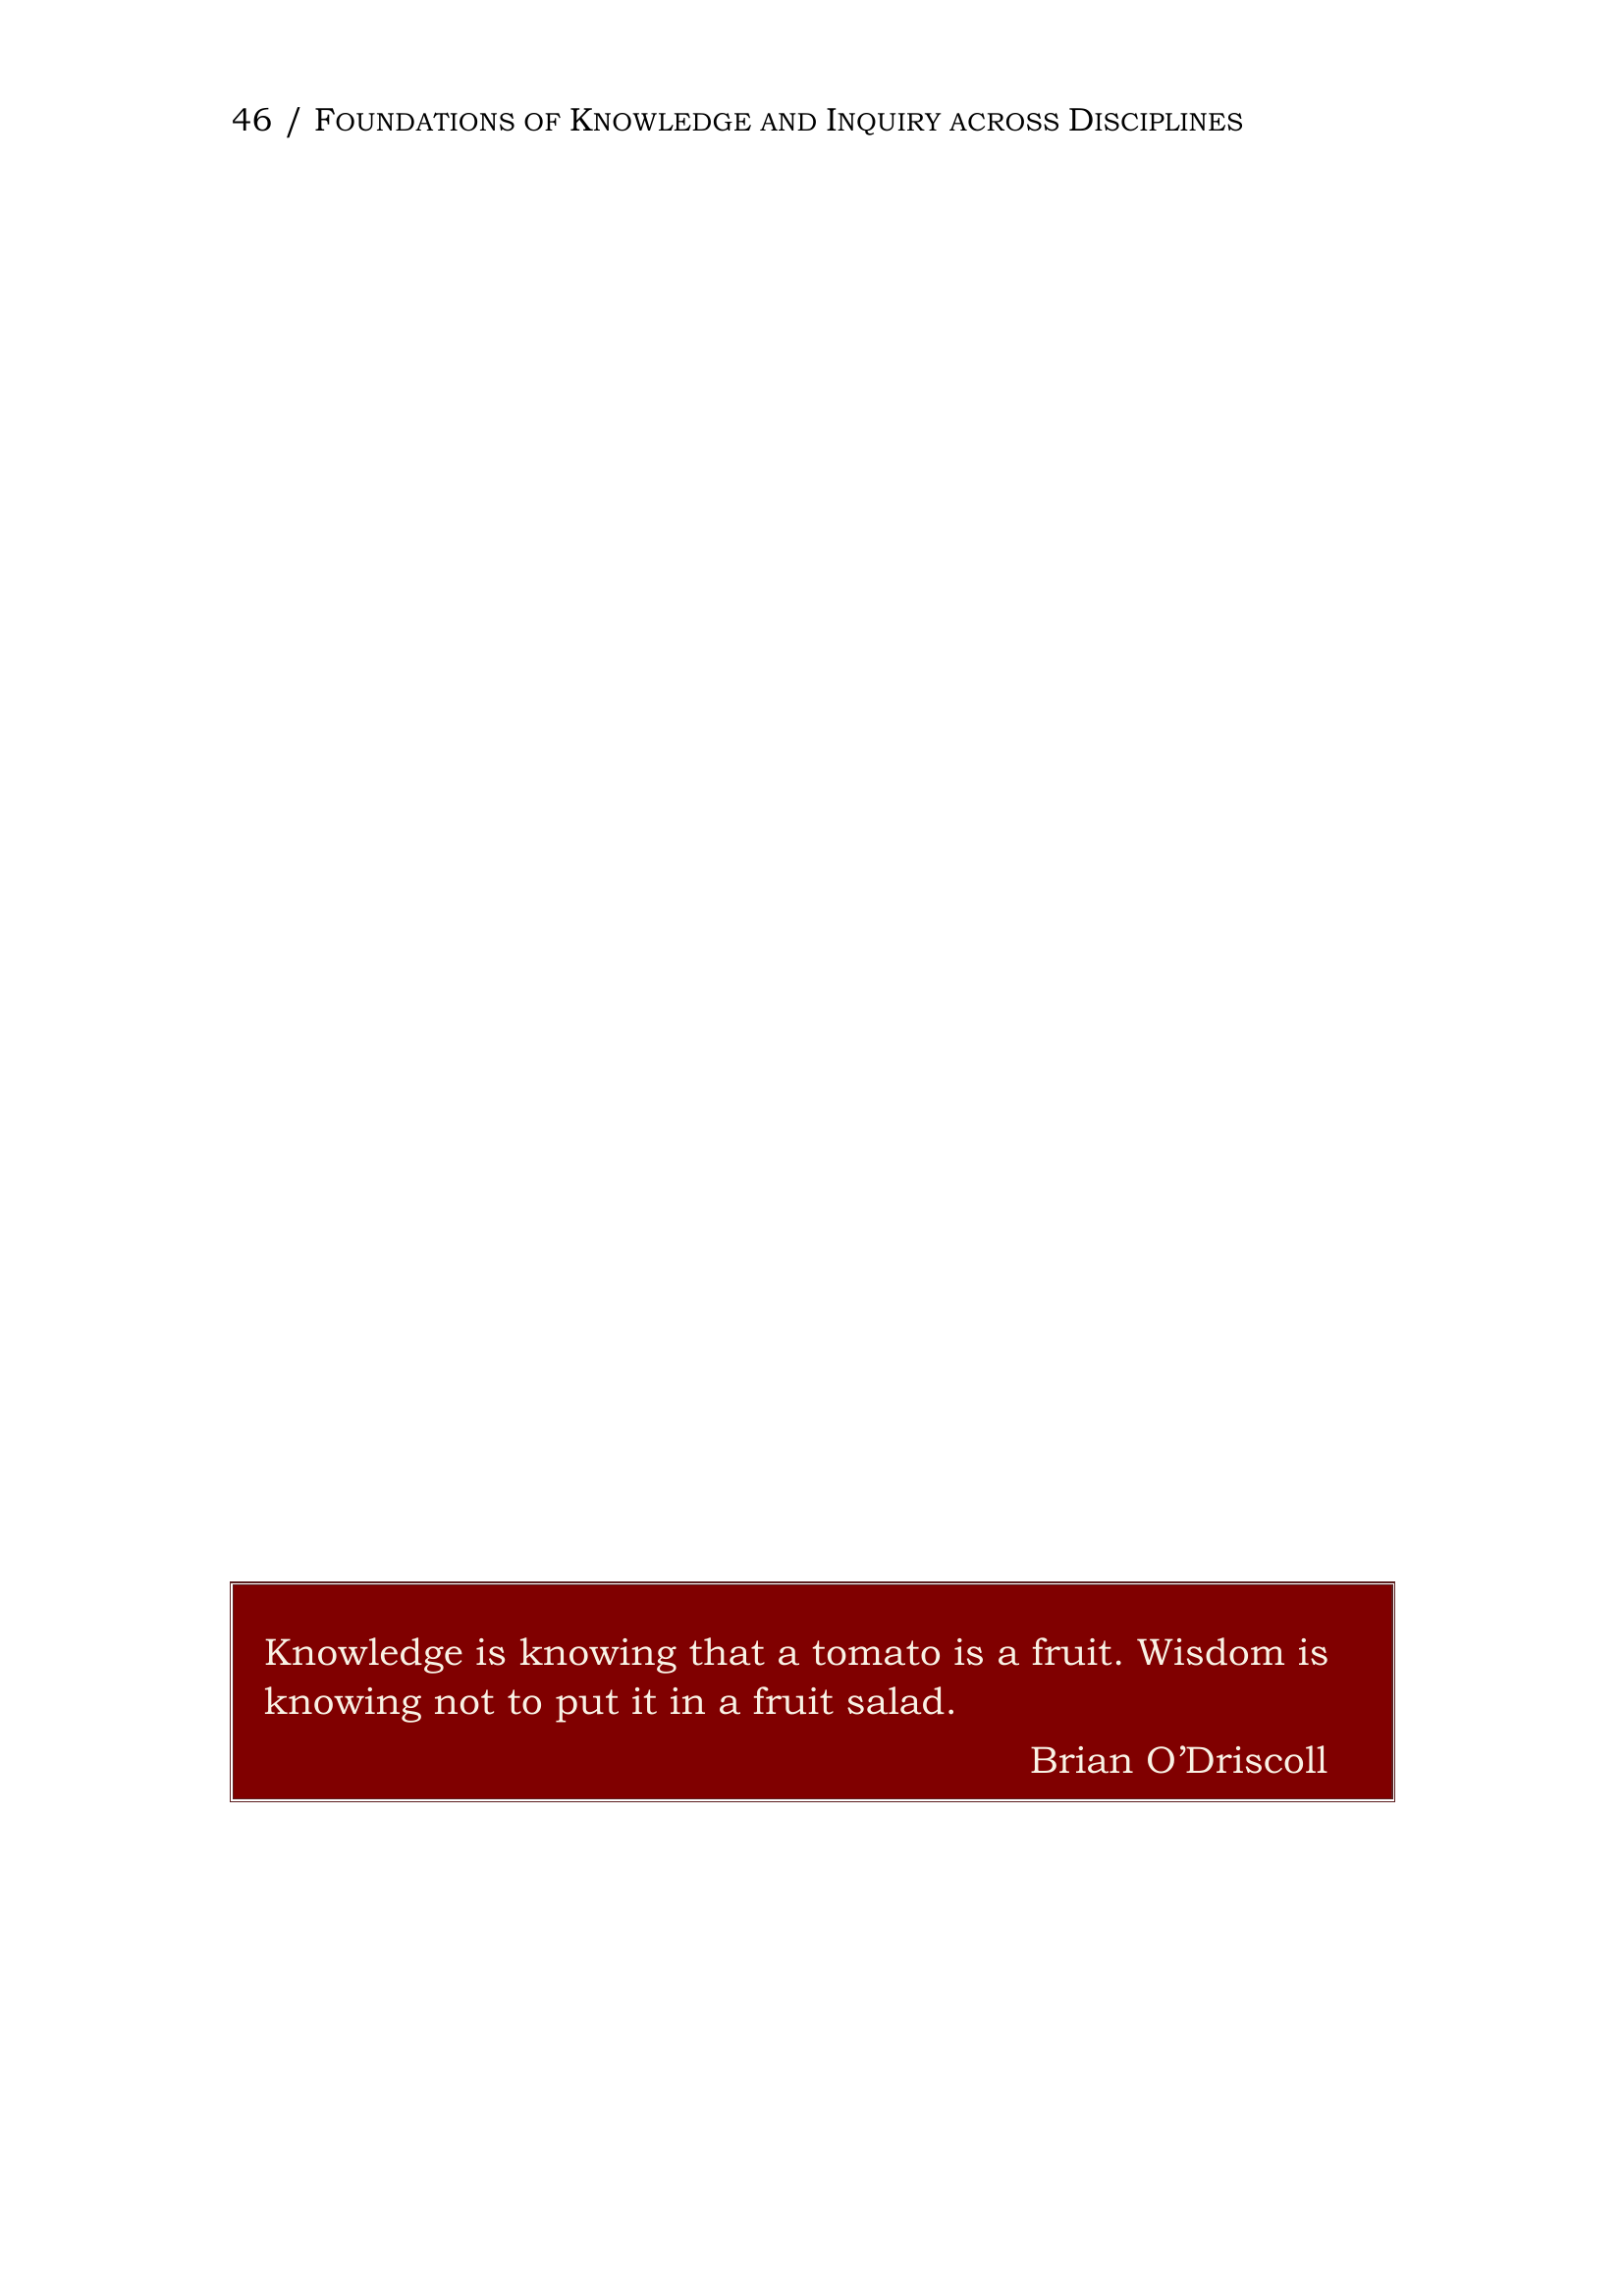 46 / FOUNDATIONS OF KNOWLEDGE AND INQUIRY ACROSS DISCIPLINES
Knowledge is knowing that a tomato is a fruit. Wisdom is
knowing not to put it in a fruit salad.
Brian O’Driscoll